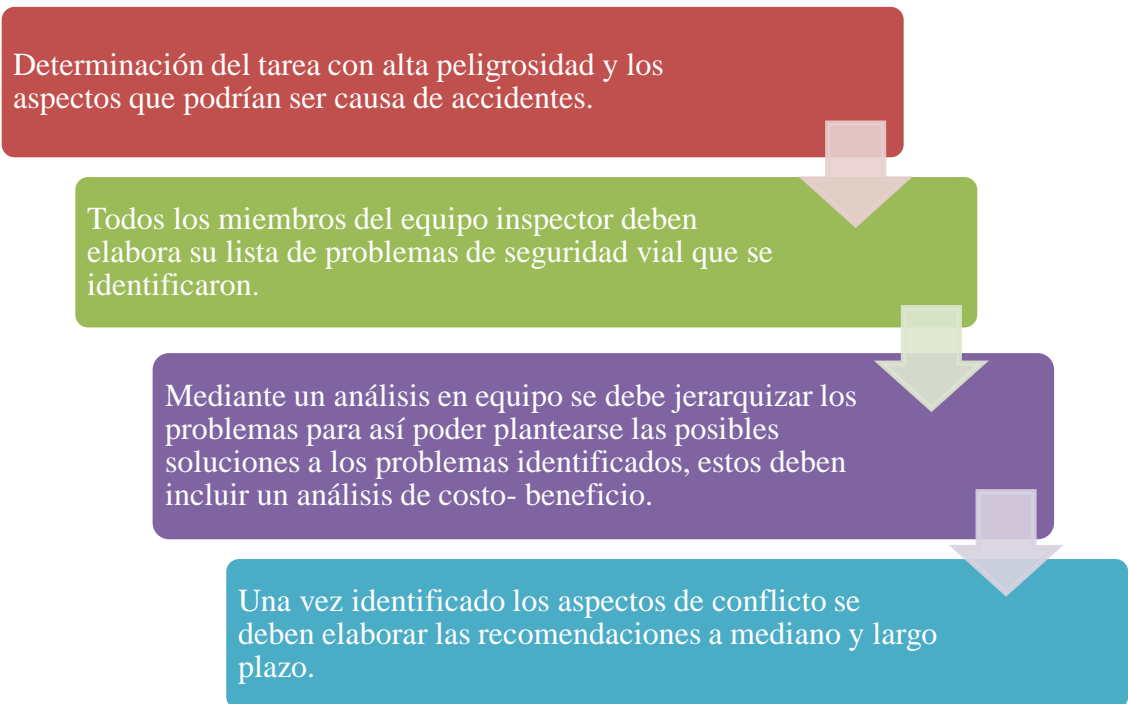 Determinación del tarea con alta peligrosidad y los
aspectos que podrían ser causa de accidentes.
Todos los miembros del equipo inspector deben
elabora su lista de problemas de seguridad vial que se
identificaron.
Mediante un análisis en equipo se debe jerarquizar los
problemas para así poder plantearse las posibles
soluciones a los problemas identificados, estos deben
incluir un análisis de costo- beneficio.
Una vez identificado los aspectos de conflicto se
deben elaborar las recomendaciones a mediano y largo
plazo.